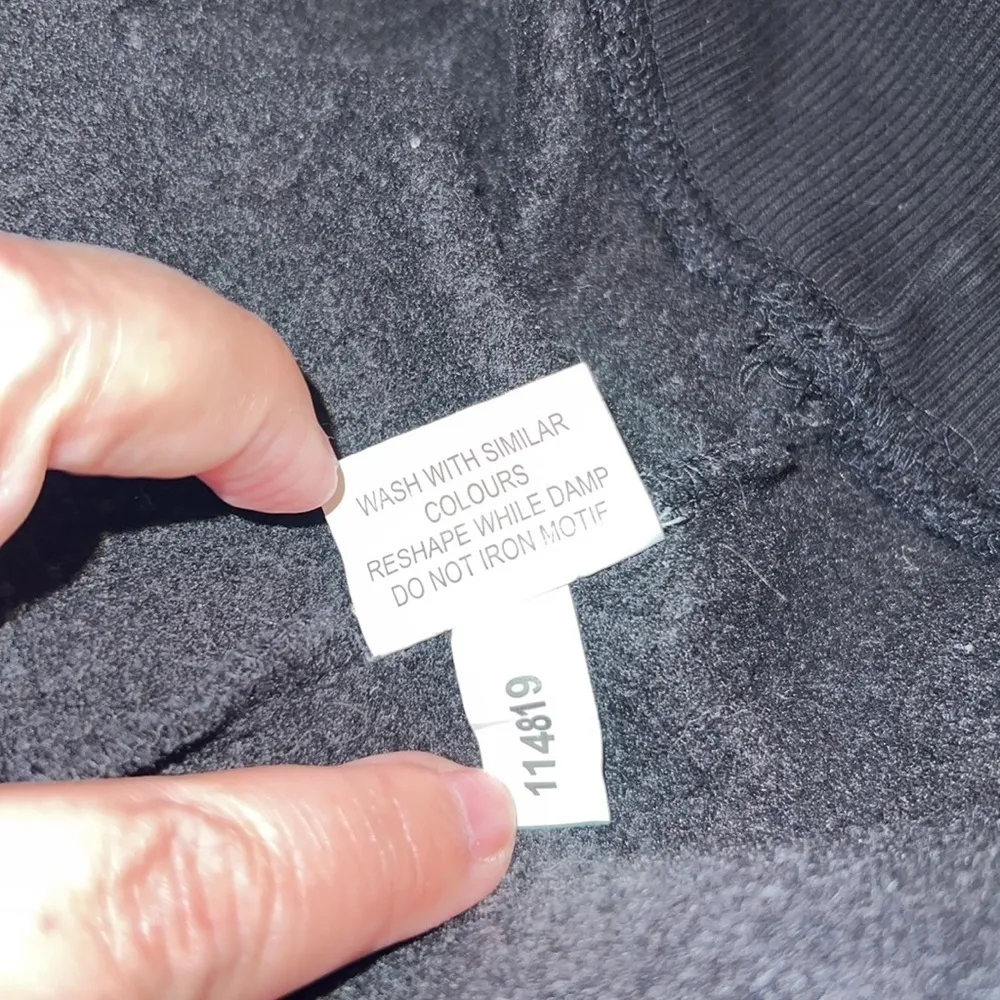 WASH WITH SIMILAR
COLOURS
RESHAPE WHILE DAMP
DO NOT IRON MOTIF
114819